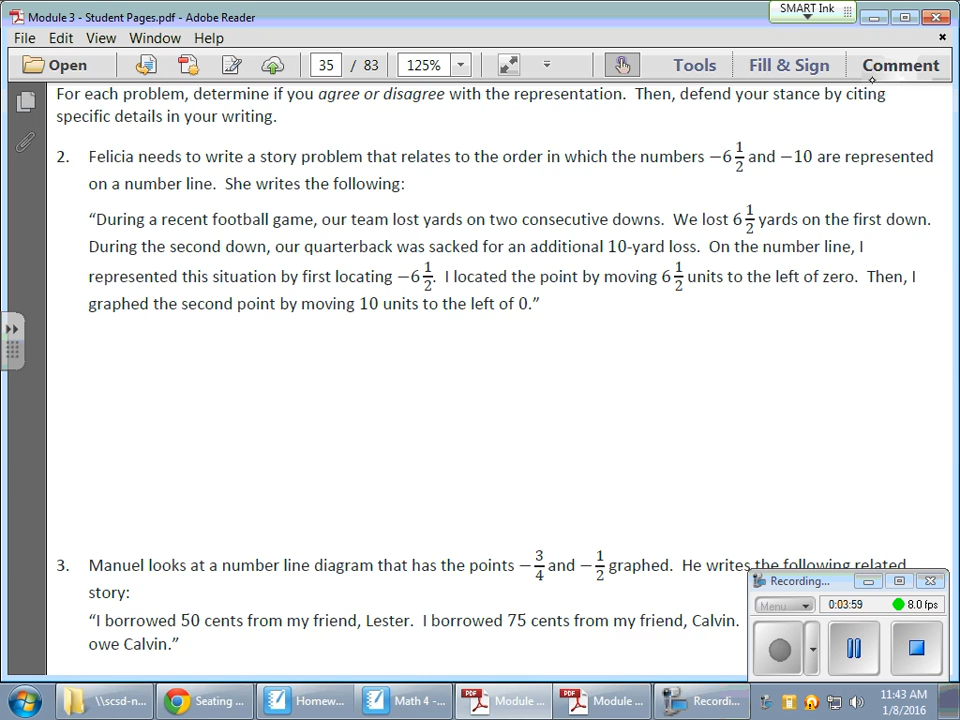 Module 3 - Student Pages.pdf - Adobe Reader
SMART Ink
File Edit View Window Help
Open 35 / 83 125% Tools Fill & Sign Comment
For each problem, determine if you agree or disagree with the representation. Then, defend your stance by citing
specific details in your writing.
2. Felicia needs to write a story problem that relates to the order in which the numbers −6 1/2 and −10 are represented
on a number line. She writes the following:
“During a recent football game, our team lost yards on two consecutive downs. We lost 6 1/2 yards on the first down.
During the second down, our quarterback was sacked for an additional 10-yard loss. On the number line, I
represented this situation by first locating −6 1/2. I located the point by moving 6 1/2 units to the left of zero. Then, I
graphed the second point by moving 10 units to the left of 0.”
3. Manuel looks at a number line diagram that has the points −3/4 and −1/2 graphed. He writes the following related
story:
“I borrowed 50 cents from my friend, Lester. I borrowed 75 cents from my friend, Calvin.
owe Calvin.”
Recording...
Menu 0:03:59 8.0 fps
\\scsd-n... Seating ... Homew... Math 4 -... Module ... Module ... Recordi...
11:43 AM
1/8/2016